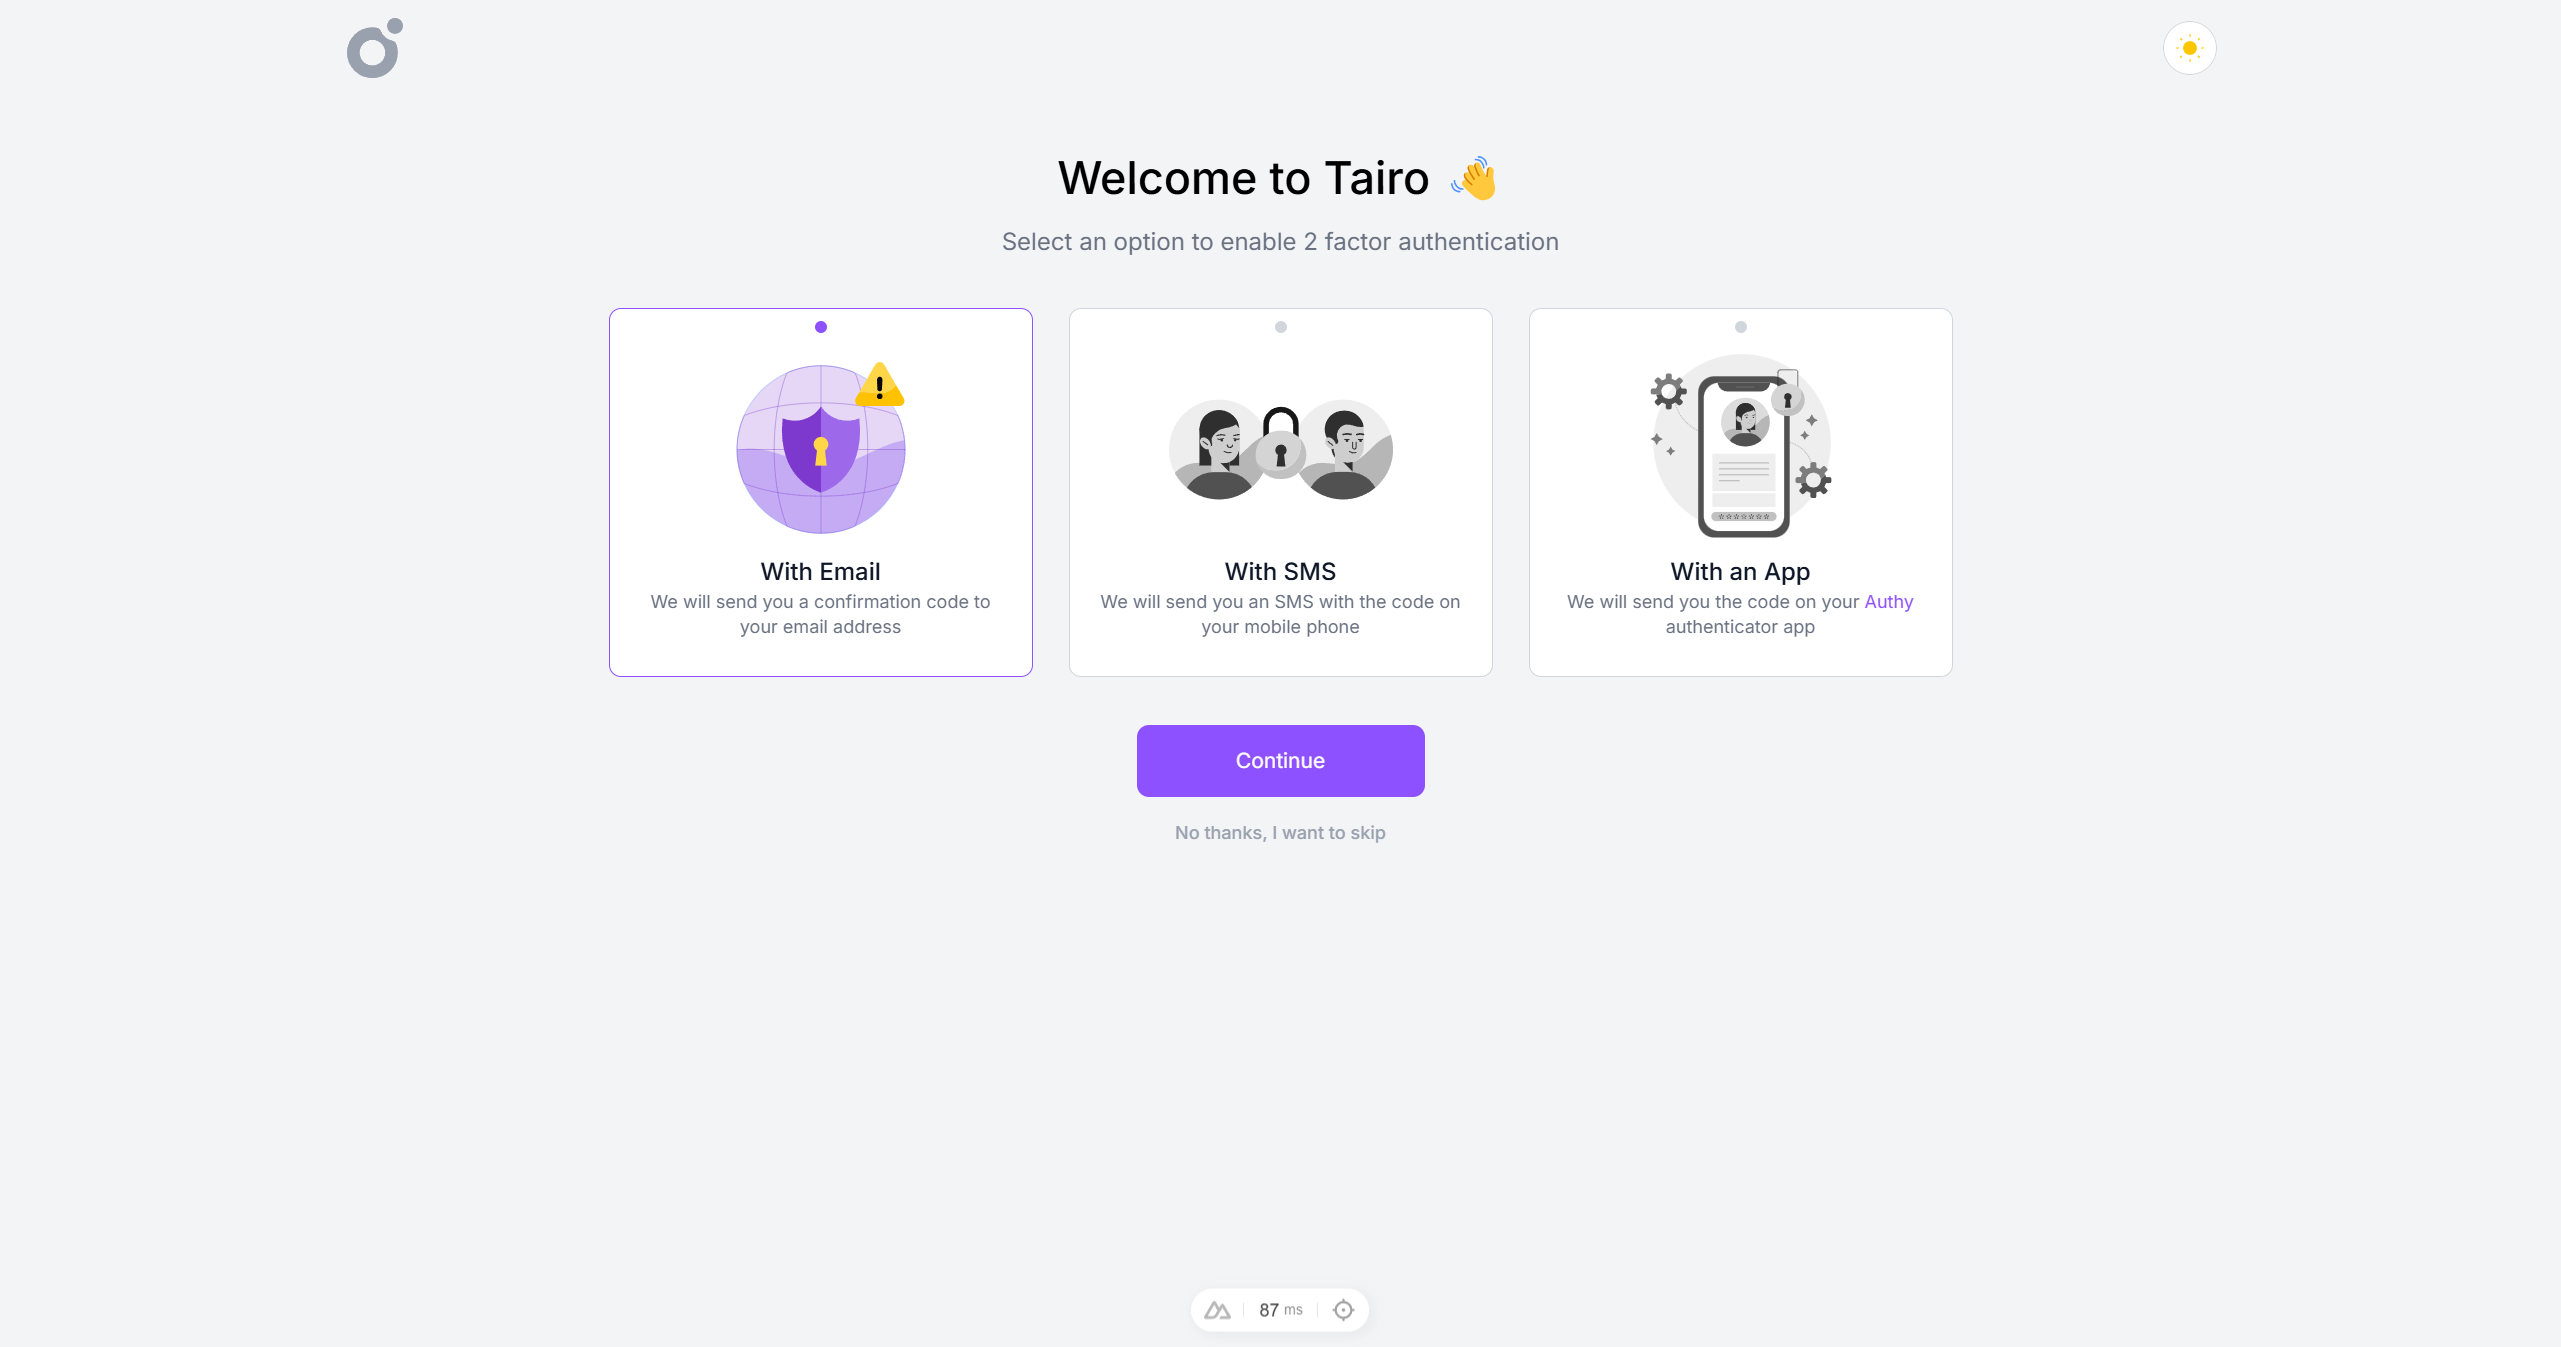 Welcome to Tairo 👋
Select an option to enable 2 factor authentication
With Email
We will send you a confirmation code to
your email address
With SMS
We will send you an SMS with the code on
your mobile phone
With an App
We will send you the code on your Authy
authenticator app
Continue
No thanks, I want to skip
87 ms